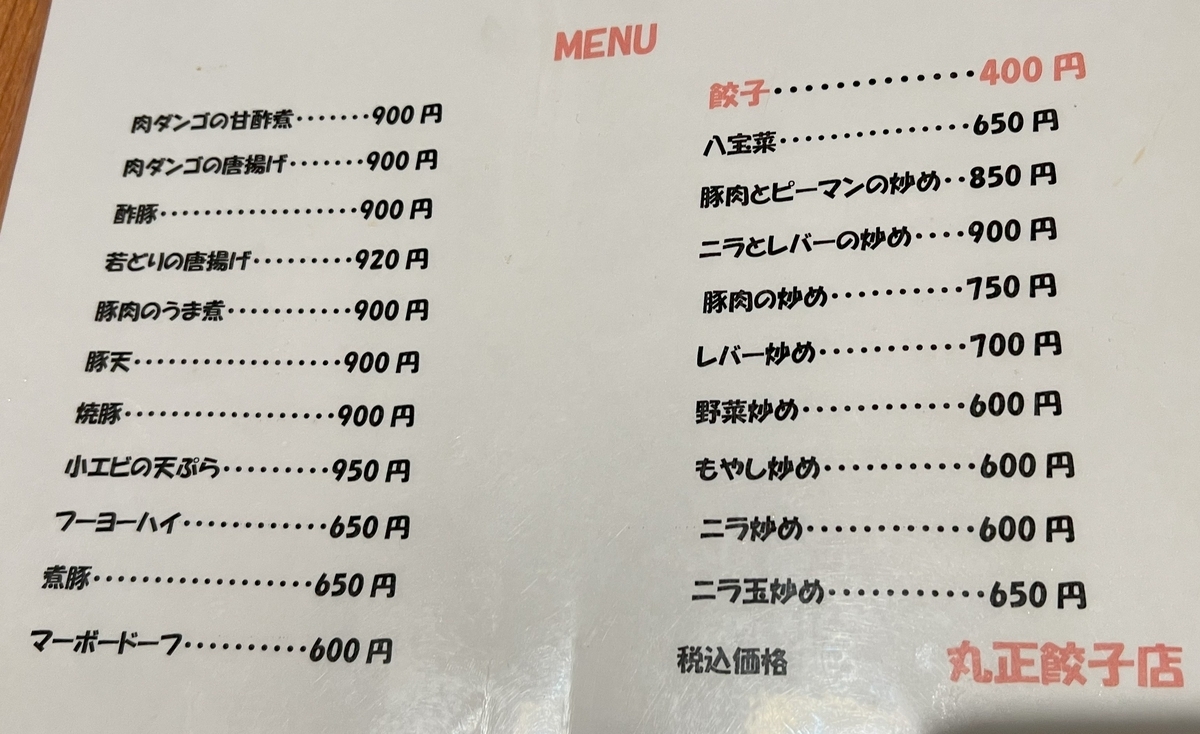 MENU
肉ダンゴの甘酢煮・・・・・・・900円
肉ダンゴの唐揚げ・・・・・・・900円
酢豚・・・・・・・・・・・・・・・・・・900円
若どりの唐揚げ・・・・・・・・・920円
豚肉のうま煮・・・・・・・・・・・900円
豚天・・・・・・・・・・・・・・・・・・900円
焼豚・・・・・・・・・・・・・・・・・・900円
小エビの天ぷら・・・・・・・・・950円
フーヨーハイ・・・・・・・・・・・・650円
煮豚・・・・・・・・・・・・・・・・・・650円
マーボードーフ・・・・・・・・・・600円
餃子・・・・・・・・・・・・・400円
八宝菜・・・・・・・・・・・・・・・650円
豚肉とピーマンの炒め・・850円
ニラとレバーの炒め・・・・900円
豚肉の炒め・・・・・・・・・・750円
レバー炒め・・・・・・・・・・・700円
野菜炒め・・・・・・・・・・・・600円
もやし炒め・・・・・・・・・・・600円
ニラ炒め・・・・・・・・・・・・600円
ニラ玉炒め・・・・・・・・・・・650円
税込価格
丸正餃子店